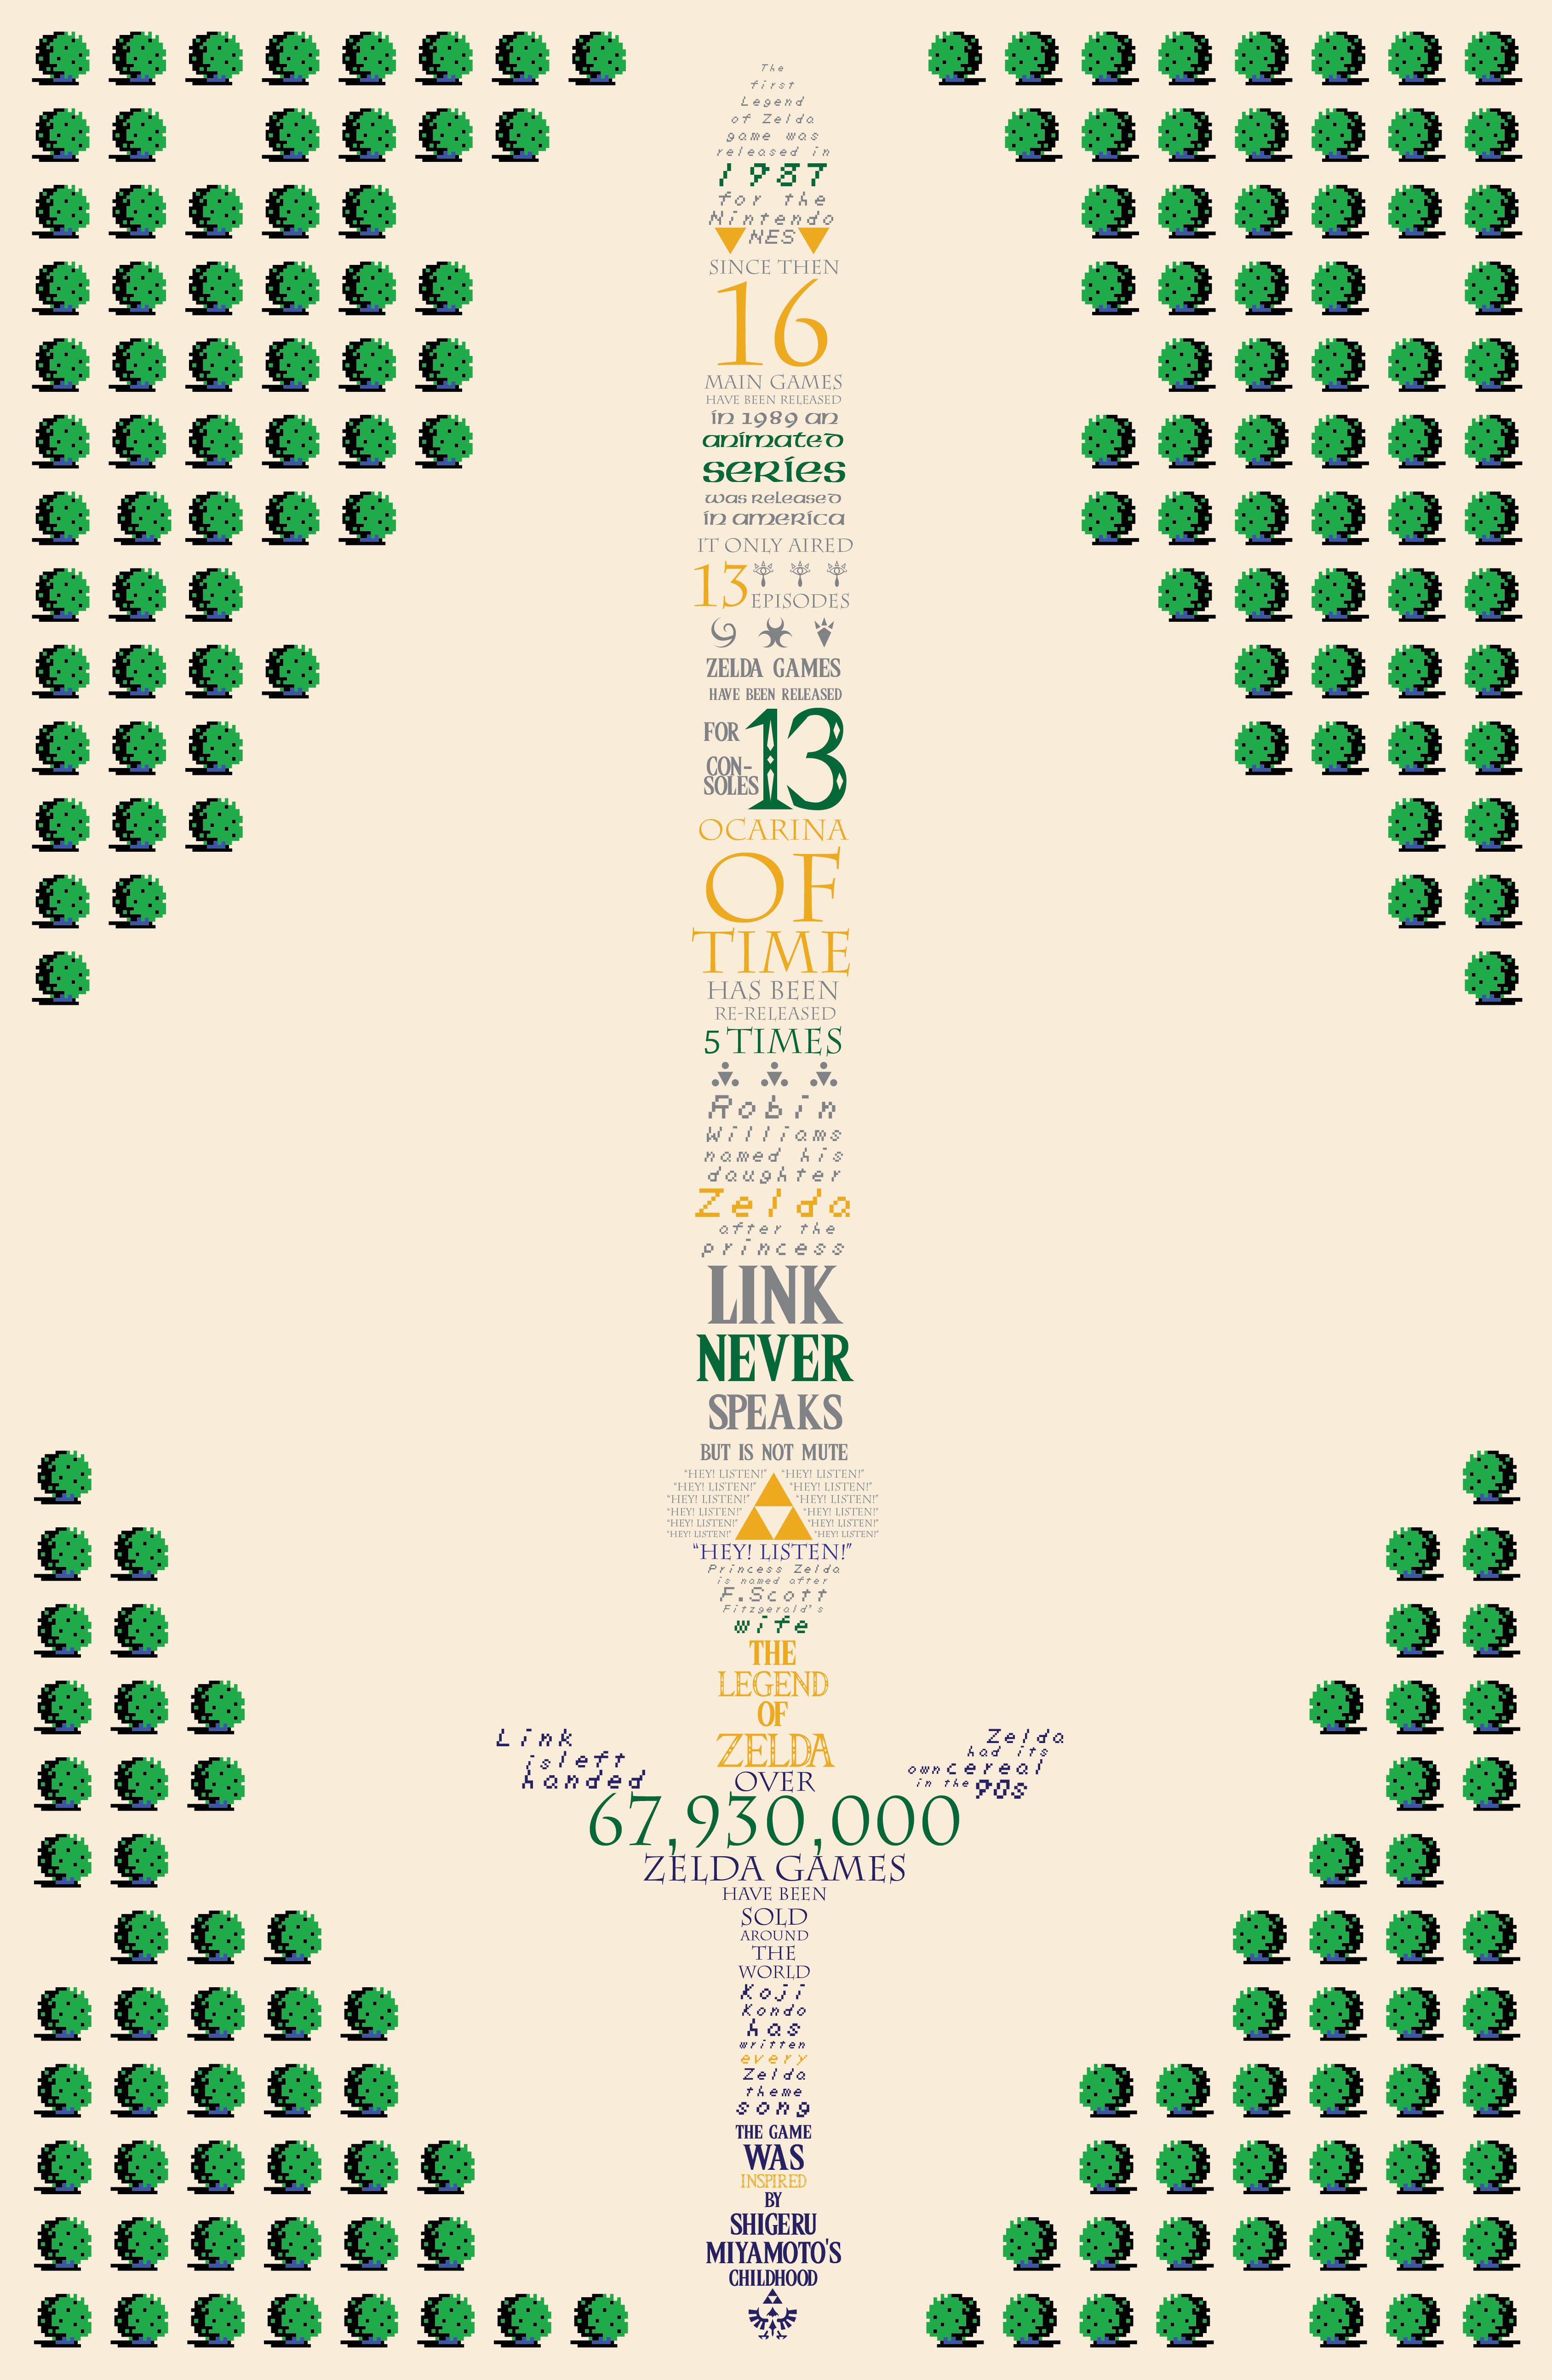 The
first
Legend
of Zelda
game was
released in
1987
for the
Nintendo
NES
SINCE THEN
16
MAIN GAMES
HAVE BEEN RELEASED
in 1989 an
animated
series
was released
in america
IT ONLY AIRED
13 EPISODES
ZELDA GAMES
HAVE BEEN RELEASED
FOR 13
CON-
SOLES
OCARINA
OF
TIME
HAS BEEN
RE-RELEASED
5 TIMES
Robin
Williams
named his
daughter
Zelda
after the
princess
LINK
NEVER
SPEAKS
BUT IS NOT MUTE
"HEY! LISTEN!" "HEY! LISTEN!"
"HEY! LISTEN!" "HEY! LISTEN!"
"HEY! LISTEN!" "HEY! LISTEN!"
"HEY! LISTEN!" "HEY! LISTEN!"
"HEY! LISTEN!" "HEY! LISTEN!"
"HEY! LISTEN!" "HEY! LISTEN!"
"HEY! LISTEN!"
Princess Zelda
is named after
F.Scott
Fitzgerald's
wife
THE
LEGEND
OF
ZELDA
Link
is left
handed
Zelda
had its
own cereal
in the 90s
OVER
67,930,000
ZELDA GAMES
HAVE BEEN
SOLD
AROUND
THE
WORLD
Koji
Kondo
has
written
every
Zelda
theme
song
THE GAME
WAS
INSPIRED
BY
SHIGERU
MIYAMOTO'S
CHILDHOOD